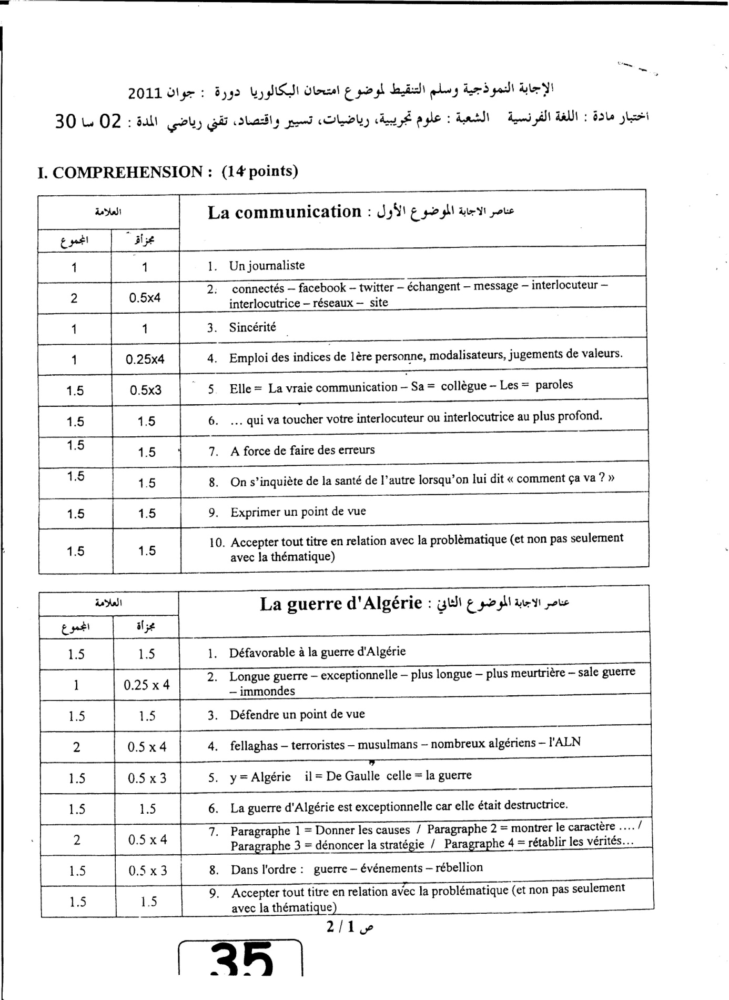 الإجابة النموذجية وسلم التنقيط لموضوع امتحان البكالوريا دورة : جوان 2011
اختبار مادة : اللغة الفرنسية الشعبة : علوم تجريبية، رياضيات، تسيير واقتصاد، تقني رياضي المدة : 02 سا 30
I. COMPREHENSION : (14 points)
العلامة
La communication : عناصر الاجابة الموضوع الأول
المجموع مجزأة
1 1 1. Un journaliste
2 0.5x4 2. connectés – facebook – twitter – échangent – message – interlocuteur –
interlocutrice – réseaux – site
1 1 3. Sincérité
1 0.25x4 4. Emploi des indices de 1ère personne, modalisateurs, jugements de valeurs.
1.5 0.5x3 5 Elle = La vraie communication – Sa = collègue – Les = paroles
1.5 1.5 6. ... qui va toucher votre interlocuteur ou interlocutrice au plus profond.
1.5 1.5 7. A force de faire des erreurs
1.5 1.5 8. On s'inquiète de la santé de l'autre lorsqu'on lui dit « comment ça va ? »
1.5 1.5 9. Exprimer un point de vue
1.5 1.5 10. Accepter tout titre en relation avec la problèmatique (et non pas seulement
avec la thématique)
العلامة
La guerre d'Algérie : عناصر الاجابة الموضوع الثاني
المجموع مجزأة
1.5 1.5 1. Défavorable à la guerre d'Algérie
1 0.25 x 4 2. Longue guerre – exceptionnelle – plus longue – plus meurtrière – sale guerre
– immondes
1.5 1.5 3. Défendre un point de vue
2 0.5 x 4 4. fellaghas – terroristes – musulmans – nombreux algériens – l'ALN
1.5 0.5 x 3 5. y = Algérie il = De Gaulle celle = la guerre
1.5 1.5 6. La guerre d'Algérie est exceptionnelle car elle était destructrice.
2 0.5 x 4 7. Paragraphe 1 = Donner les causes / Paragraphe 2 = montrer le caractère .... /
Paragraphe 3 = dénoncer la stratégie / Paragraphe 4 = rétablir les vérités...
1.5 0.5 x 3 8. Dans l'ordre : guerre – événements – rébellion
1.5 1.5 9. Accepter tout titre en relation avec la problématique (et non pas seulement
avec la thématique)
ص 1 / 2
35